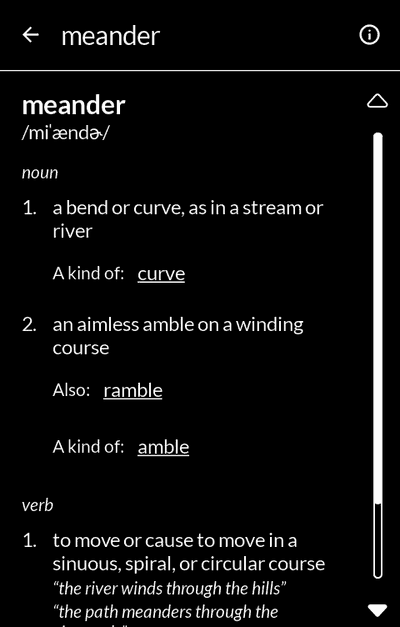 meander
meander
/miˈændɚ/
noun
1. a bend or curve, as in a stream or
river
A kind of: curve
2. an aimless amble on a winding
course
Also: ramble
A kind of: amble
verb
1. to move or cause to move in a
sinuous, spiral, or circular course
“the river winds through the hills”
“the path meanders through the